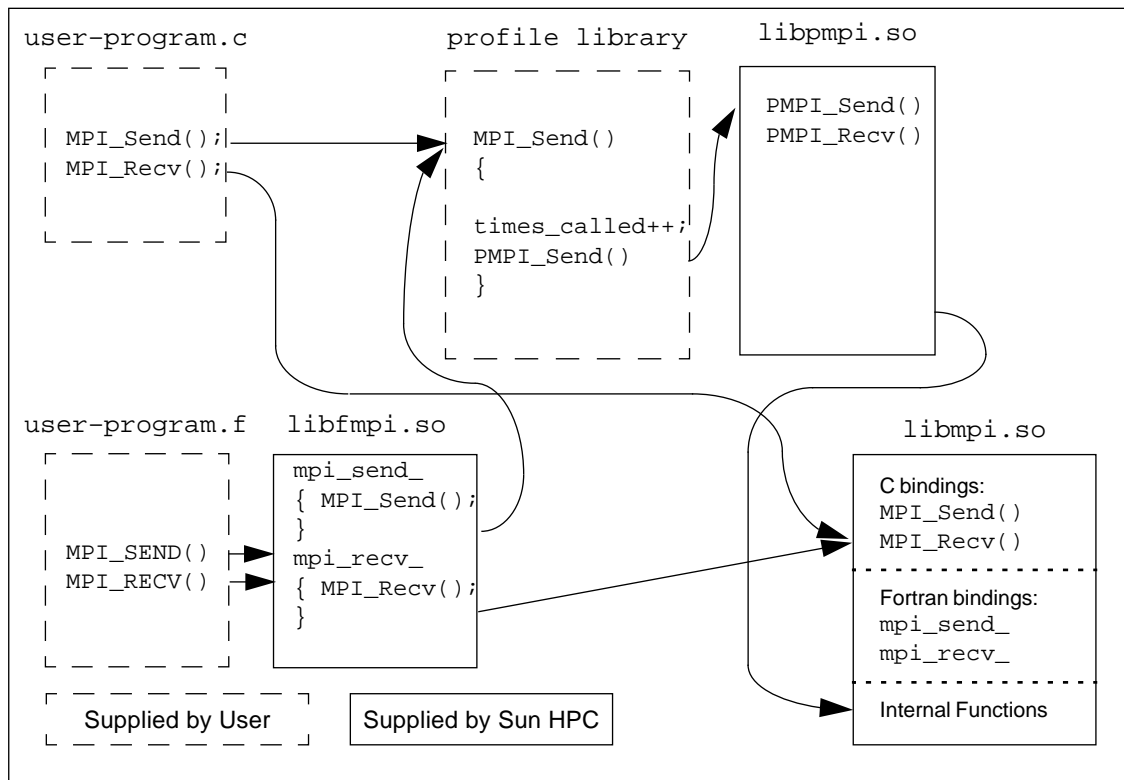 user-program.c
MPI_Send();
MPI_Recv();
profile library
MPI_Send()
{
times_called++;
PMPI_Send()
}
libpmpi.so
PMPI_Send()
PMPI_Recv()
user-program.f
MPI_SEND()
MPI_RECV()
libfmpi.so
mpi_send_
{ MPI_Send();
}
mpi_recv_
{ MPI_Recv();
}
libmpi.so
C bindings:
MPI_Send()
MPI_Recv()
Fortran bindings:
mpi_send_
mpi_recv_
Internal Functions
Supplied by User
Supplied by Sun HPC